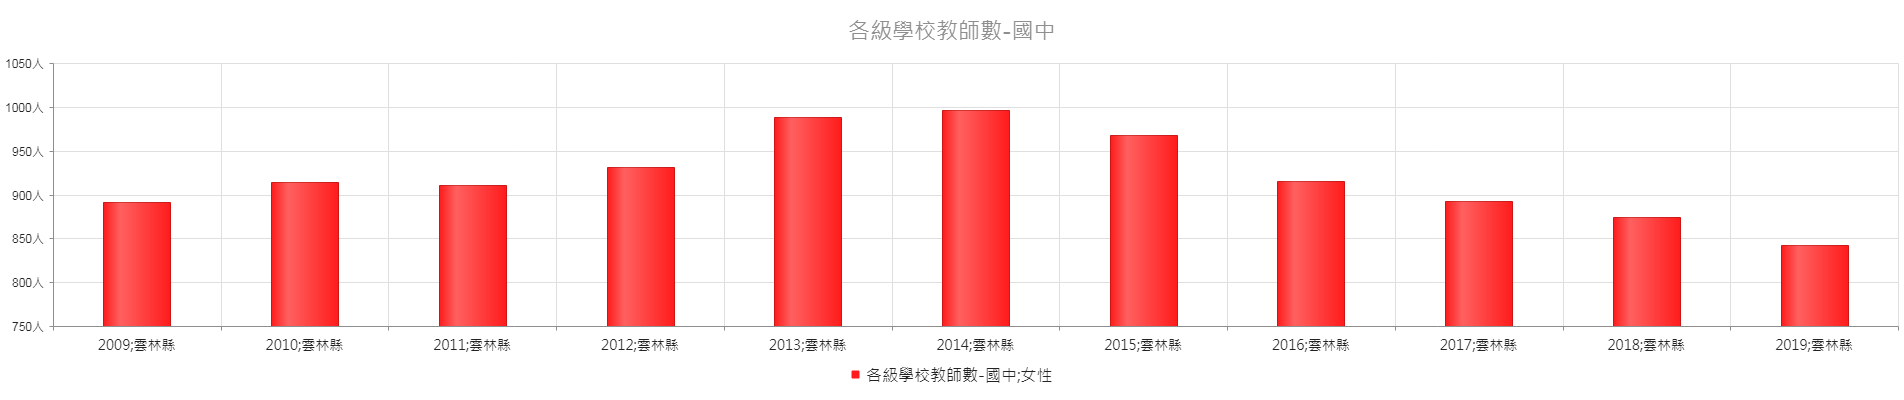 各級學校教師數-國中
1050人
1000人
950人
900人
850人
800人
750人
2009;雲林縣 2010;雲林縣 2011;雲林縣 2012;雲林縣 2013;雲林縣 2014;雲林縣 2015;雲林縣 2016;雲林縣 2017;雲林縣 2018;雲林縣 2019;雲林縣
各級學校教師數-國中;女性